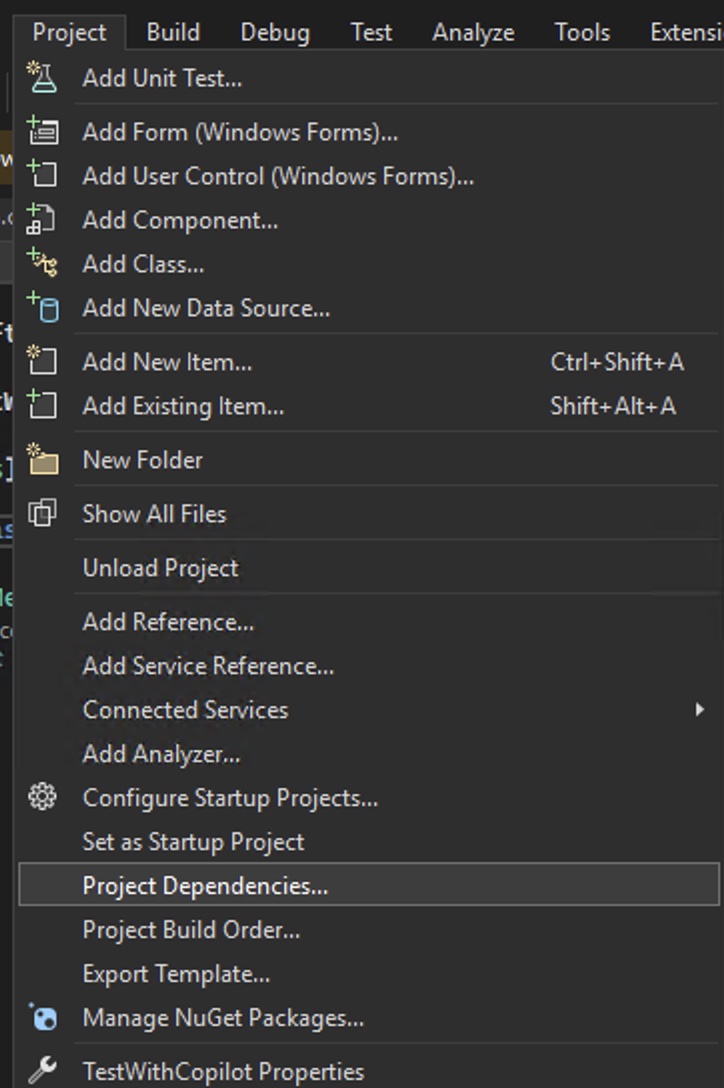 Project Build Debug Test Analyze Tools Extensi
Add Unit Test...
Add Form (Windows Forms)...
Add User Control (Windows Forms)...
Add Component...
Add Class...
Add New Data Source...
Add New Item... Ctrl+Shift+A
Add Existing Item... Shift+Alt+A
New Folder
Show All Files
Unload Project
Add Reference...
Add Service Reference...
Connected Services
Add Analyzer...
Configure Startup Projects...
Set as Startup Project
Project Dependencies...
Project Build Order...
Export Template...
Manage NuGet Packages...
TestWithCopilot Properties